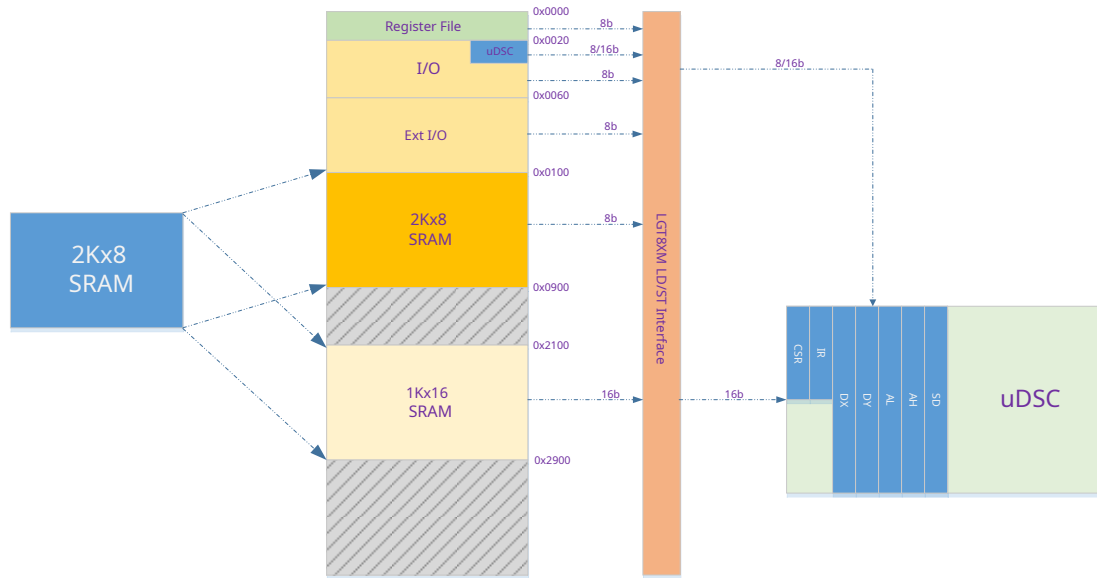 0x0000
Register File
8b
0x0020
uDSC
8/16b
I/O
8b
8/16b
0x0060
Ext I/O
8b
0x0100
2Kx8
SRAM
8b
2Kx8
SRAM
LGT8XM LD/ST Interface
0x0900
0x2100
1Kx16
SRAM
16b
16b
CSR
IR
DX
DY
AL
AH
SD
uDSC
0x2900